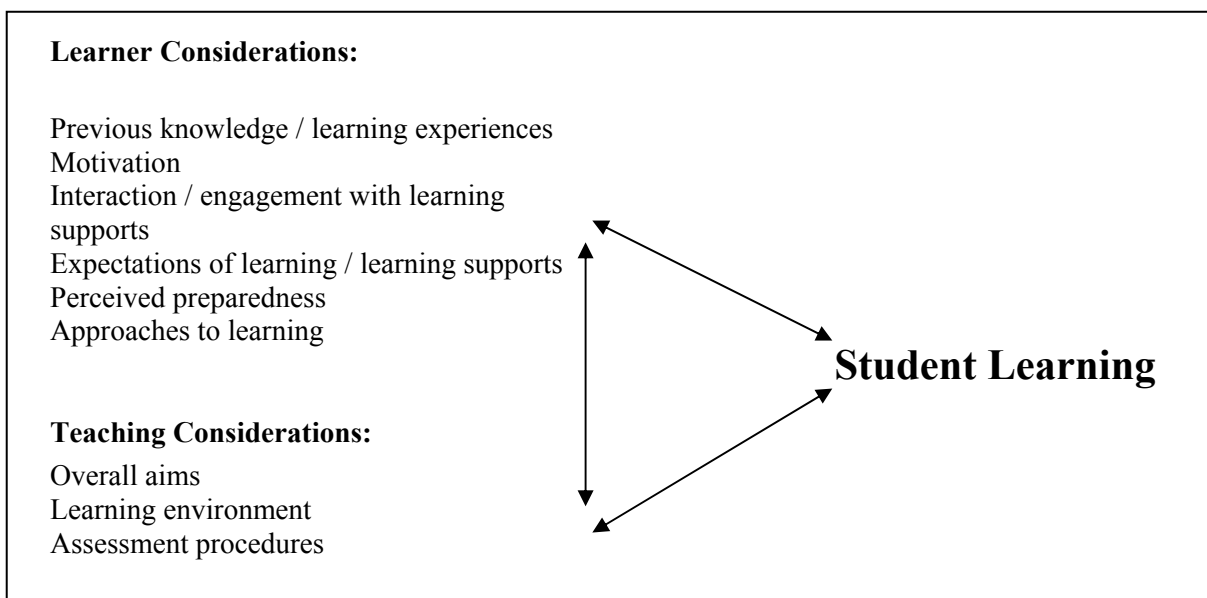 Learner Considerations:
Previous knowledge / learning experiences
Motivation
Interaction / engagement with learning
supports
Expectations of learning / learning supports
Perceived preparedness
Approaches to learning
Student Learning
Teaching Considerations:
Overall aims
Learning environment
Assessment procedures